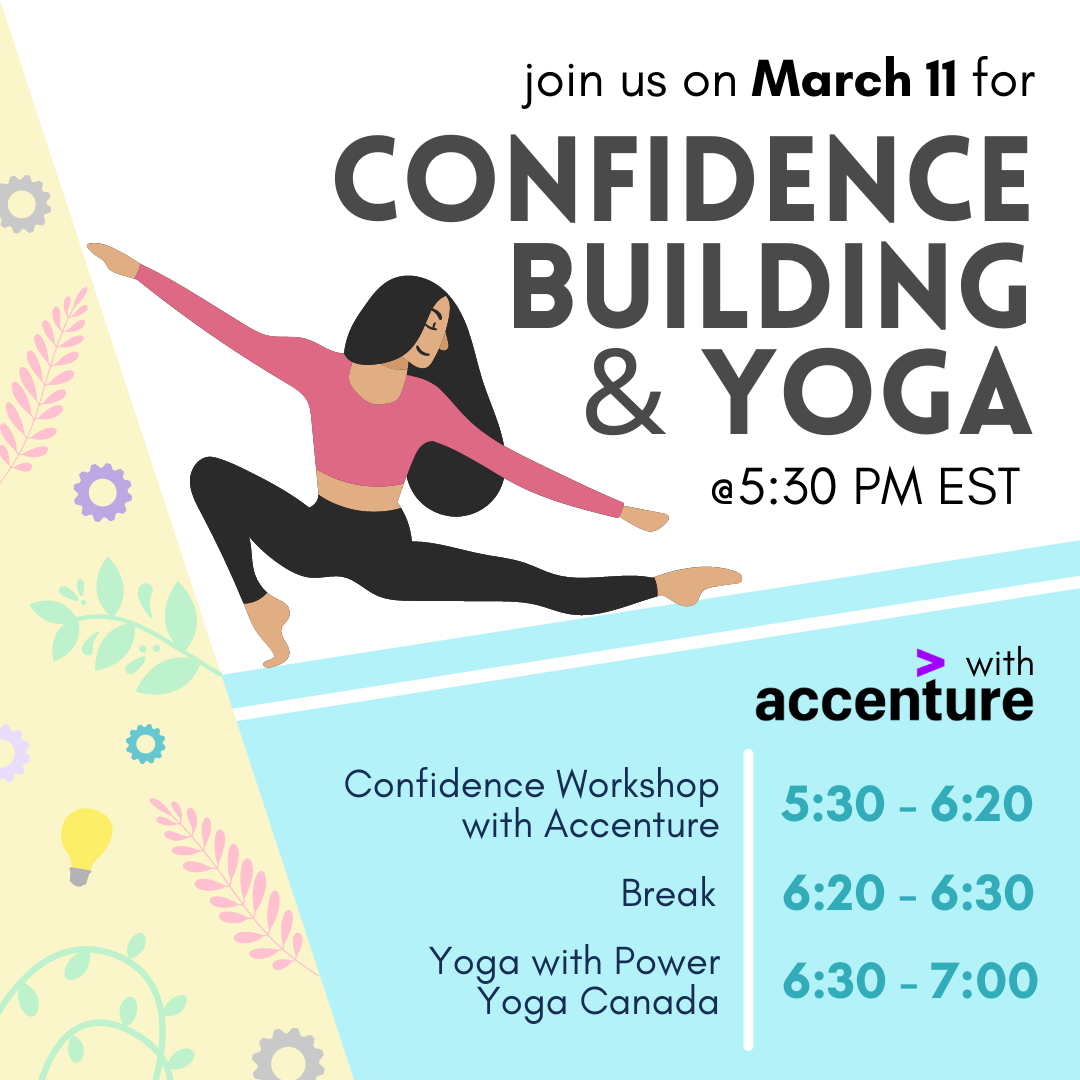 join us on March 11 for
CONFIDENCE
BUILDING
& YOGA
@5:30 PM EST
> with
accenture
Confidence Workshop
with Accenture
5:30 - 6:20
Break
6:20 - 6:30
Yoga with Power
Yoga Canada
6:30 - 7:00